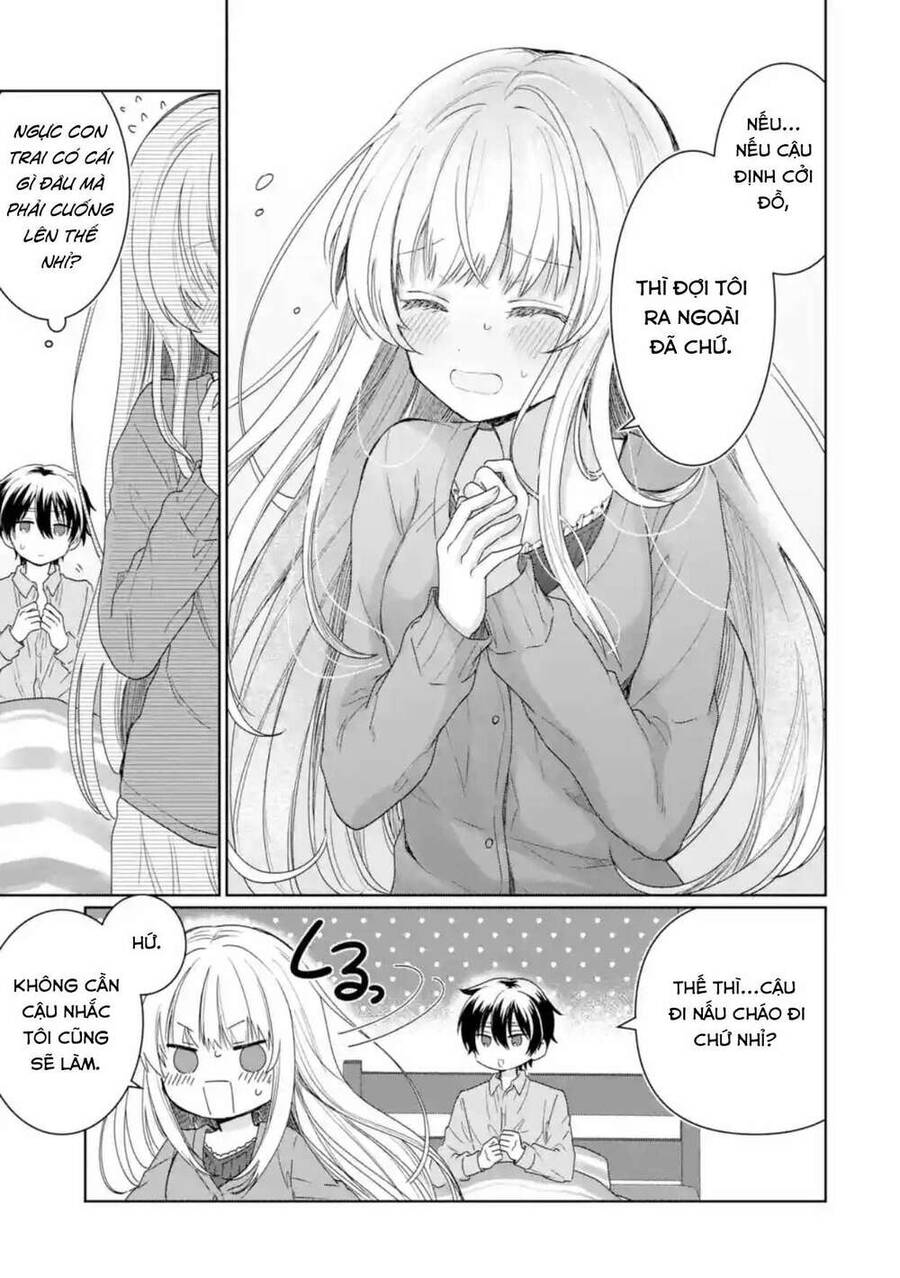 NẾU...
NẾU CẬU
ĐỊNH CỞI
ĐỒ,
THÌ ĐỢI TÔI
RA NGOÀI
ĐÃ CHỨ.
NGỰC CON
TRAI CÓ CÁI
GÌ ĐÂU MÀ
PHẢI CUỐNG
LÊN THẾ
NHỈ?
THẾ THÌ...CẬU
ĐI NẤU CHÁO ĐI
CHỨ NHỈ?
くるっ
HỨ.
KHÔNG CẦN
CẬU NHẮC
TÔI CŨNG
SẼ LÀM.